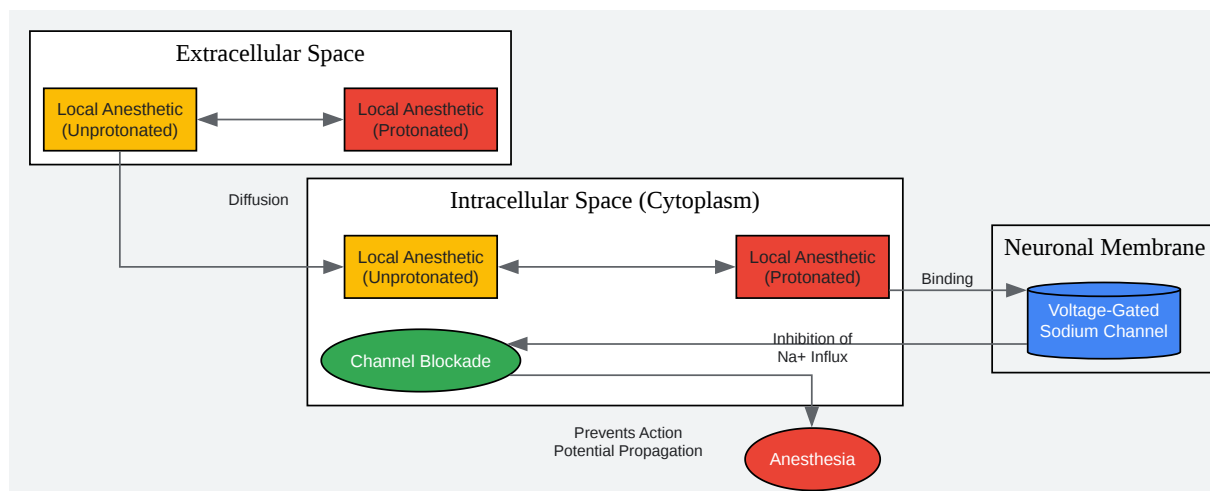 Extracellular Space
Local Anesthetic
(Unprotonated)
Local Anesthetic
(Protonated)
Diffusion
Intracellular Space (Cytoplasm)
Local Anesthetic
(Unprotonated)
Local Anesthetic
(Protonated)
Binding
Neuronal Membrane
Voltage-Gated
Sodium Channel
Inhibition of
Na+ Influx
Channel Blockade
Prevents Action
Potential Propagation
Anesthesia